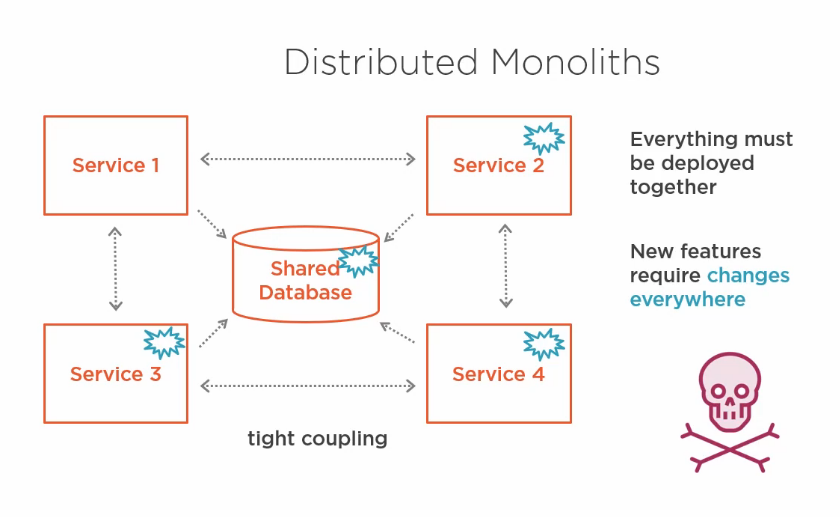 Distributed Monoliths
Service 1
Service 2
Shared
Database
Service 3
Service 4
tight coupling
Everything must
be deployed
together
New features
require changes
everywhere